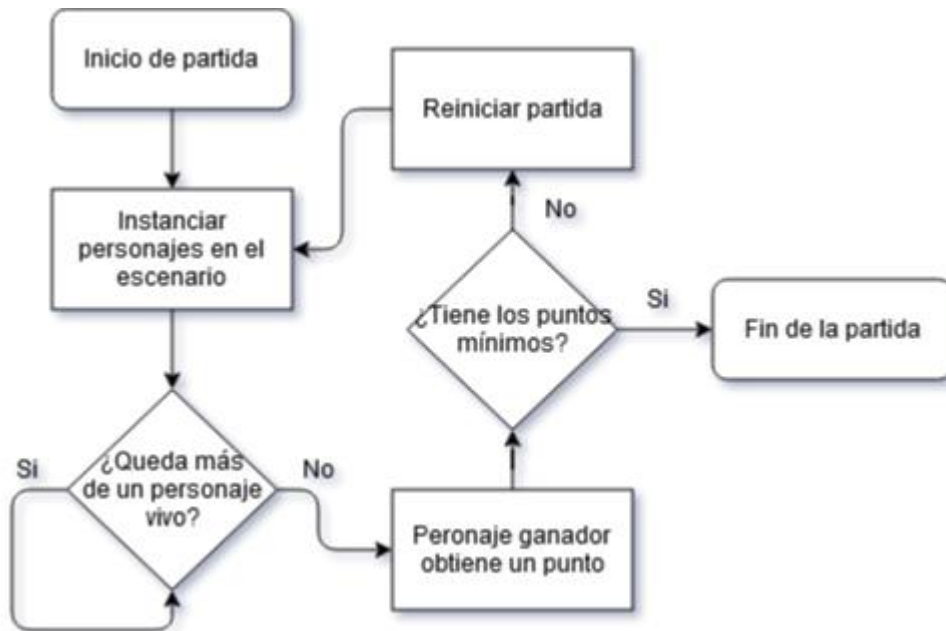 Inicio de partida
Reiniciar partida
Instanciar
personajes en el
escenario
No
¿Tiene los puntos
mínimos?
Si
Fin de la partida
Si
¿Queda más
de un personaje
vivo?
No
Peronaje ganador
obtiene un punto